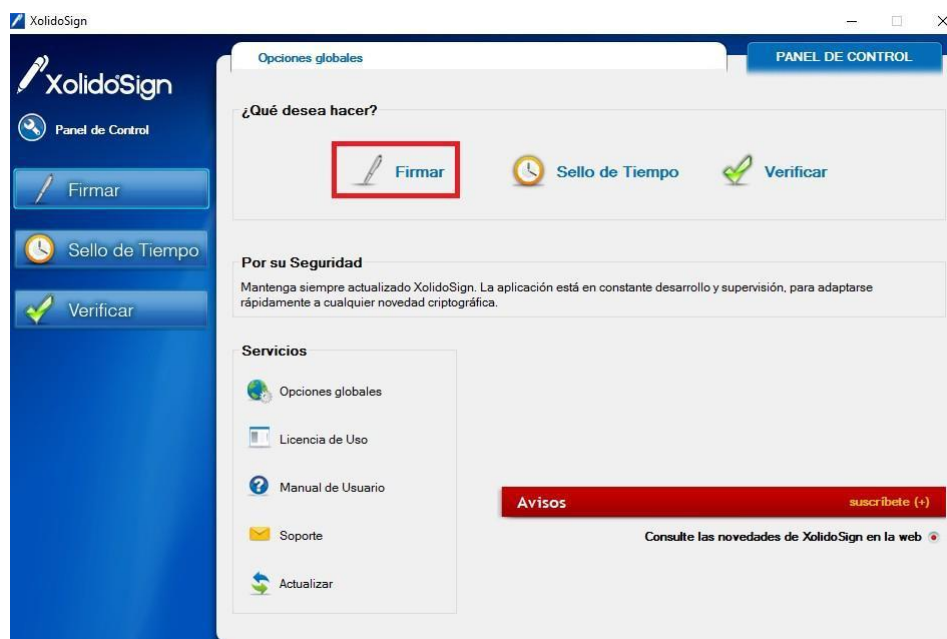 XolidoSign
XolidoSign
Panel de Control
Firmar
Sello de Tiempo
Verificar
Opciones globales
PANEL DE CONTROL
¿Qué desea hacer?
Firmar
Sello de Tiempo
Verificar
Por su Seguridad
Mantenga siempre actualizado XolidoSign. La aplicación está en constante desarrollo y supervisión, para adaptarse
rápidamente a cualquier novedad criptográfica.
Servicios
Opciones globales
Licencia de Uso
Manual de Usuario
Soporte
Actualizar
Avisos
suscríbete (+)
Consulte las novedades de XolidoSign en la web